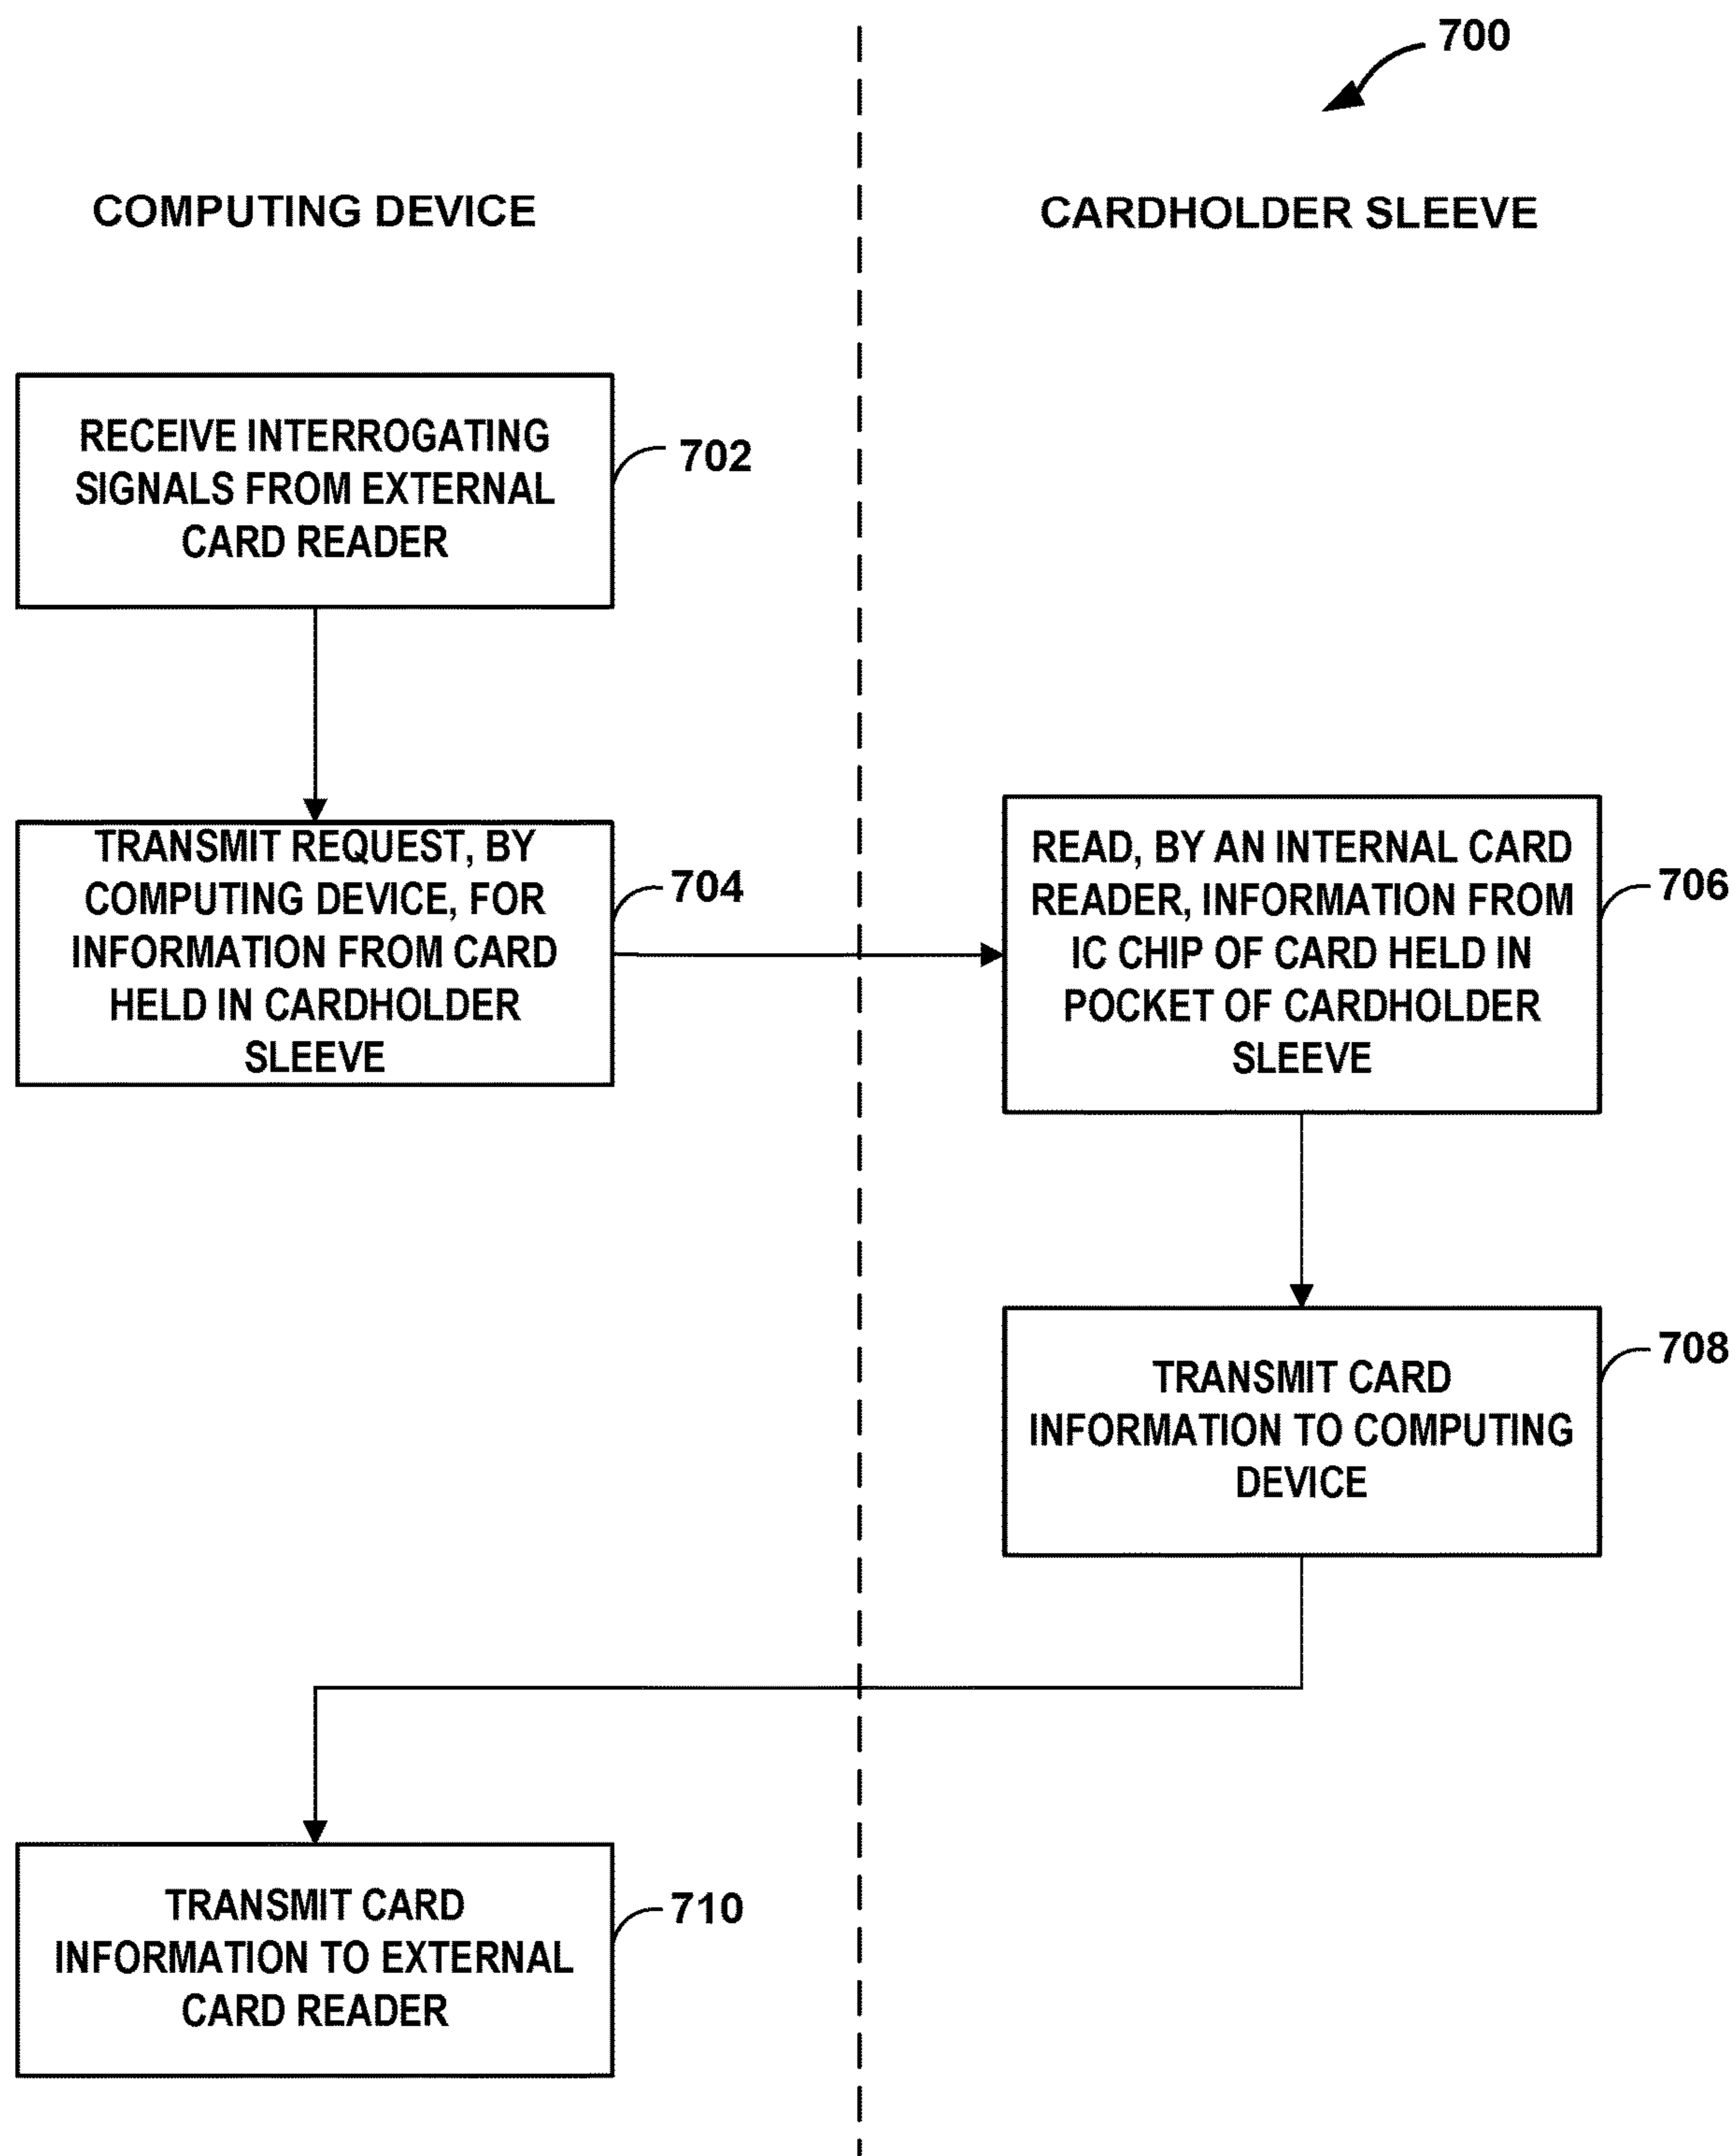 700
COMPUTING DEVICE
CARDHOLDER SLEEVE
RECEIVE INTERROGATING
SIGNALS FROM EXTERNAL
CARD READER
702
TRANSMIT REQUEST, BY
COMPUTING DEVICE, FOR
INFORMATION FROM CARD
HELD IN CARDHOLDER
SLEEVE
704
READ, BY AN INTERNAL CARD
READER, INFORMATION FROM
IC CHIP OF CARD HELD IN
POCKET OF CARDHOLDER
SLEEVE
706
TRANSMIT CARD
INFORMATION TO COMPUTING
DEVICE
708
TRANSMIT CARD
INFORMATION TO EXTERNAL
CARD READER
710